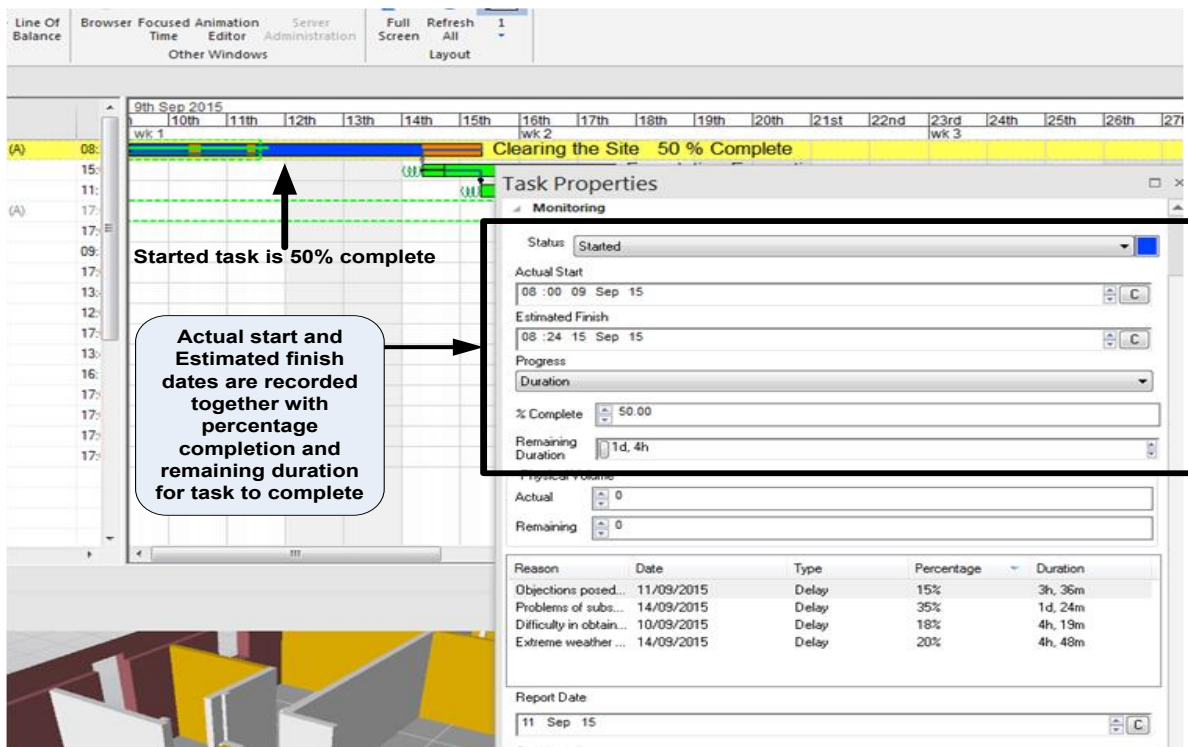 Line Of Balance
Browser
Focused Time
Animation Editor
Server Administration
Full Screen
Refresh All
1
Other Windows
Layout
9th Sep 2015
10th 11th 12th 13th 14th 15th 16th 17th 18th 19th 20th 21st 22nd 23rd 24th 25th 26th
wk 1 wk 2 wk 3
(A) 08:
Clearing the Site 50 % Complete
15:
11:
(A) 17:
17:
09:
17:
13:
12:
17:
13:
16:
17:
17:
17:
17:
Started task is 50% complete
Actual start and
Estimated finish
dates are recorded
together with
percentage
completion and
remaining duration
for task to complete
Task Properties
Monitoring
Status Started
Actual Start
08 :00 09 Sep 15
C
Estimated Finish
08 :24 15 Sep 15
C
Progress
Duration
% Complete 50.00
Remaining Duration 1d, 4h
Physical Volume
Actual 0
Remaining 0
Reason Date Type Percentage Duration
Objections posed... 11/09/2015 Delay 15% 3h, 36m
Problems of subs... 14/09/2015 Delay 35% 1d, 24m
Difficulty in obtain... 10/09/2015 Delay 18% 4h, 19m
Extreme weather ... 14/09/2015 Delay 20% 4h, 48m
Report Date
11 Sep 15
C